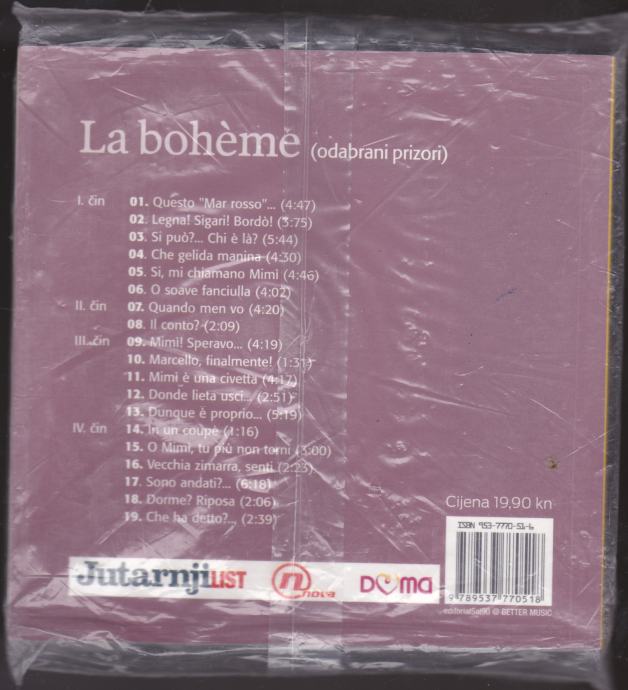 La bohème (odabrani prizori)
I. čin 01. Questo "Mar rosso"... (4:47)
02. Legna! Sigari! Bordò! (3:75)
03. Si può?... Chi è là? (5:44)
04. Che gelida manina (4:30)
05. Si, mi chiamano Mimì (4:46)
06. O soave fanciulla (4:02)
II. čin 07. Quando men vo (4:20)
08. Il conto? (2:09)
III. čin 09. Mimì! Speravo... (4:19)
10. Marcello, finalmente! (1:31)
11. Mimì è una civetta (4:17)
12. Donde lieta uscì... (2:51)
13. Dunque è proprio... (5:19)
IV. čin 14. In un coupè (1:16)
15. O Mimì, tu più non torni (3:00)
16. Vecchia zimarra, senti (2:23)
17. Sono andati?... (6:18)
18. Dorme? Riposa (2:06)
19. Che ha detto?... (2:39)
Cijena 19,90 kn
ISBN 953-7770-51-6
Jutarnji LIST
n nova
DOMA
9 789537 770518
editorialSol90 @ BETTER MUSIC